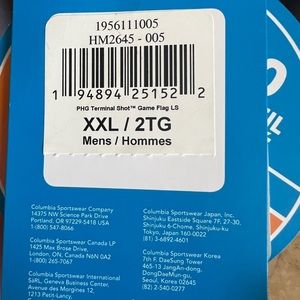 1956111005
HM2645 - 005
1 94894 25152 2
PHG Terminal Shot™ Game Flag LS
XXL / 2TG
Mens / Hommes
Columbia Sportswear Company
14375 NW Science Park Drive
Portland, OR 97229-5418 USA
1-(800) 547-8066
Columbia Sportswear Canada LP
1425 Max Brose Drive,
London, ON, Canada N6N 0A2
1-(800) 265-7067
Columbia Sportswear International
SàRL, Geneva Business Center,
Avenue des Morgines 12,
1213 Petit-Lancy,
Columbia Sportswear Japan, Inc.
Shinjuku Eastside Square 7F, 27-30,
Shinjuku 6-Chome, Shinjuku-ku
Tokyo, Japan 160-0022
(81) 3-6892-4601
Columbia Sportswear Korea
7th F. DaeSung Tower
465-13 JangAn-dong,
DongDaeMun-gu,
Seoul, Korea
(82) 2-540-0277